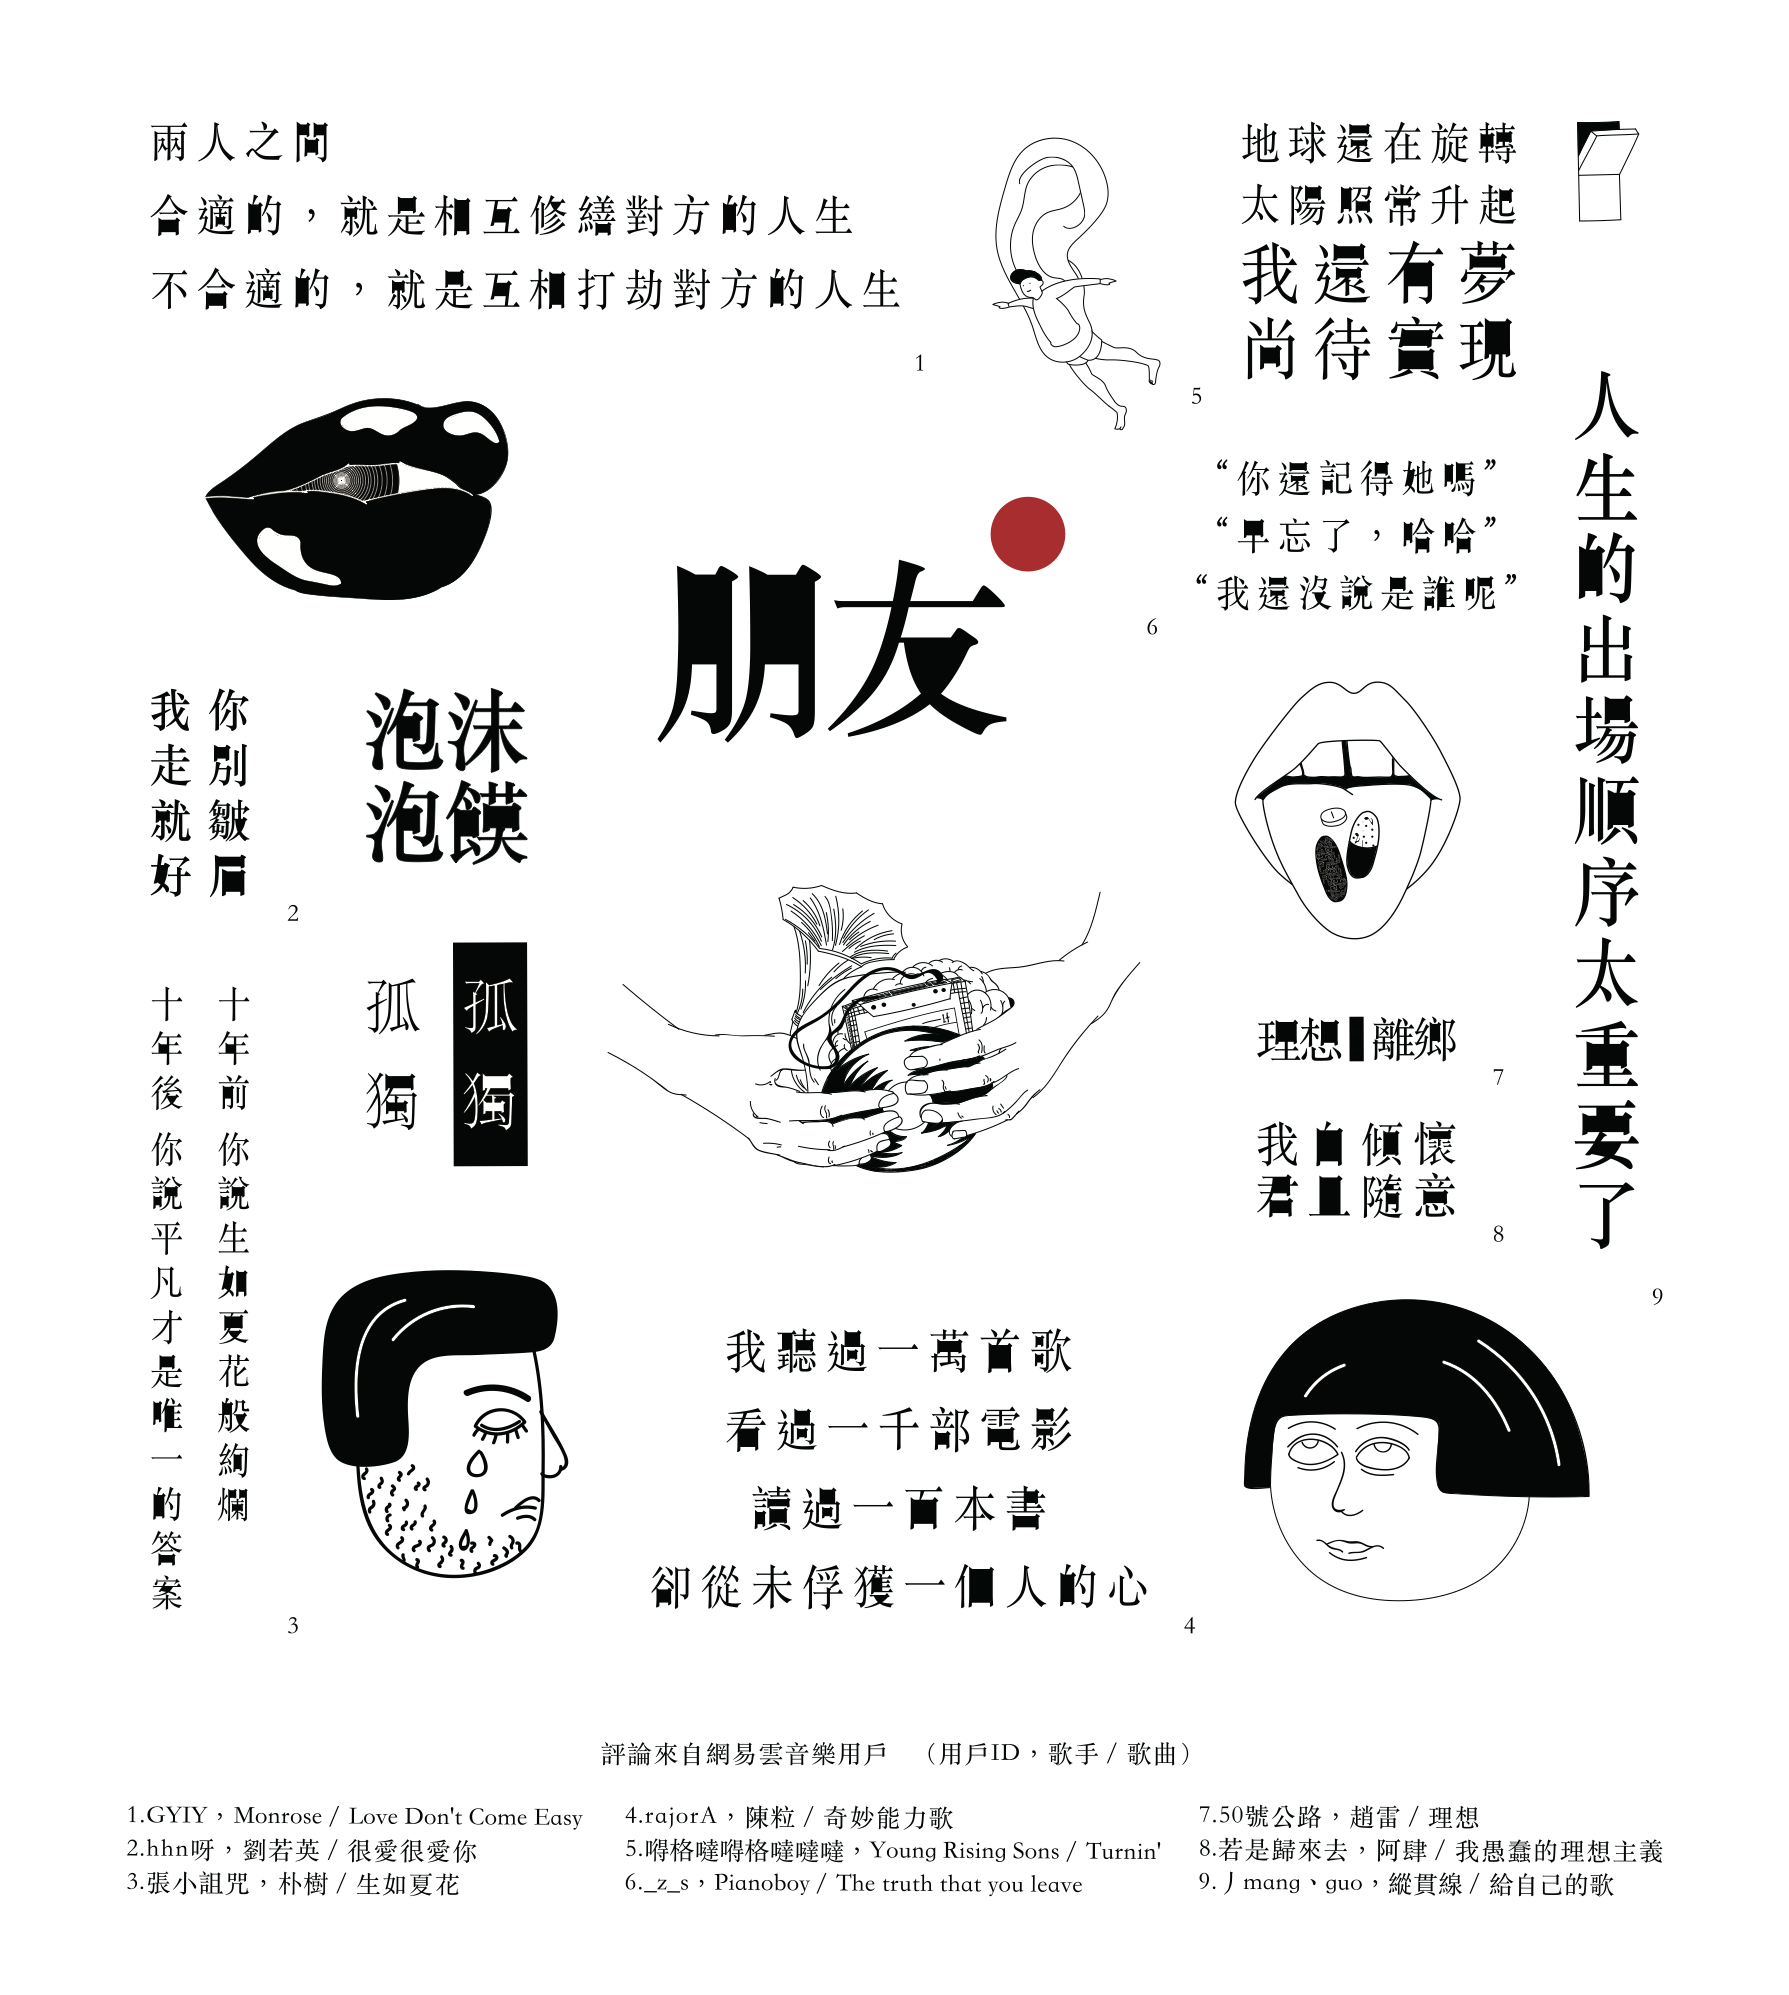 兩人之間
合適的，就是相互修繕對方的人生
不合適的，就是互相打劫對方的人生
1
你別皺眉
我走就好
2
泡沫
泡饃
孤獨
孤獨
十年前 你說生如夏花般絢爛
十年後 你說平凡才是唯一的答案
3
朋友
我聽過一萬首歌
看過一千部電影
讀過一百本書
卻從未俘獲一個人的心
4
地球還在旋轉
太陽照常升起
我還有夢
尚待實現
5
“你還記得她嗎”
“早忘了，哈哈”
“我還沒說是誰呢”
6
理想 離鄉
7
我自傾懷
君且隨意
8
人生的出場順序太重要了
9
評論來自網易雲音樂用戶 （用戶ID，歌手 / 歌曲）
1.GYIY，Monrose / Love Don't Come Easy
2.hhn呀，劉若英 / 很愛很愛你
3.張小詛咒，朴樹 / 生如夏花
4.rajorA，陳粒 / 奇妙能力歌
5.嘚格噠嘚格噠噠噠，Young Rising Sons / Turnin'
6._z_s，Pianoboy / The truth that you leave
7.50號公路，趙雷 / 理想
8.若是歸來去，阿肆 / 我愚蠢的理想主義
9.丿mang、guo，縱貫線 / 給自己的歌